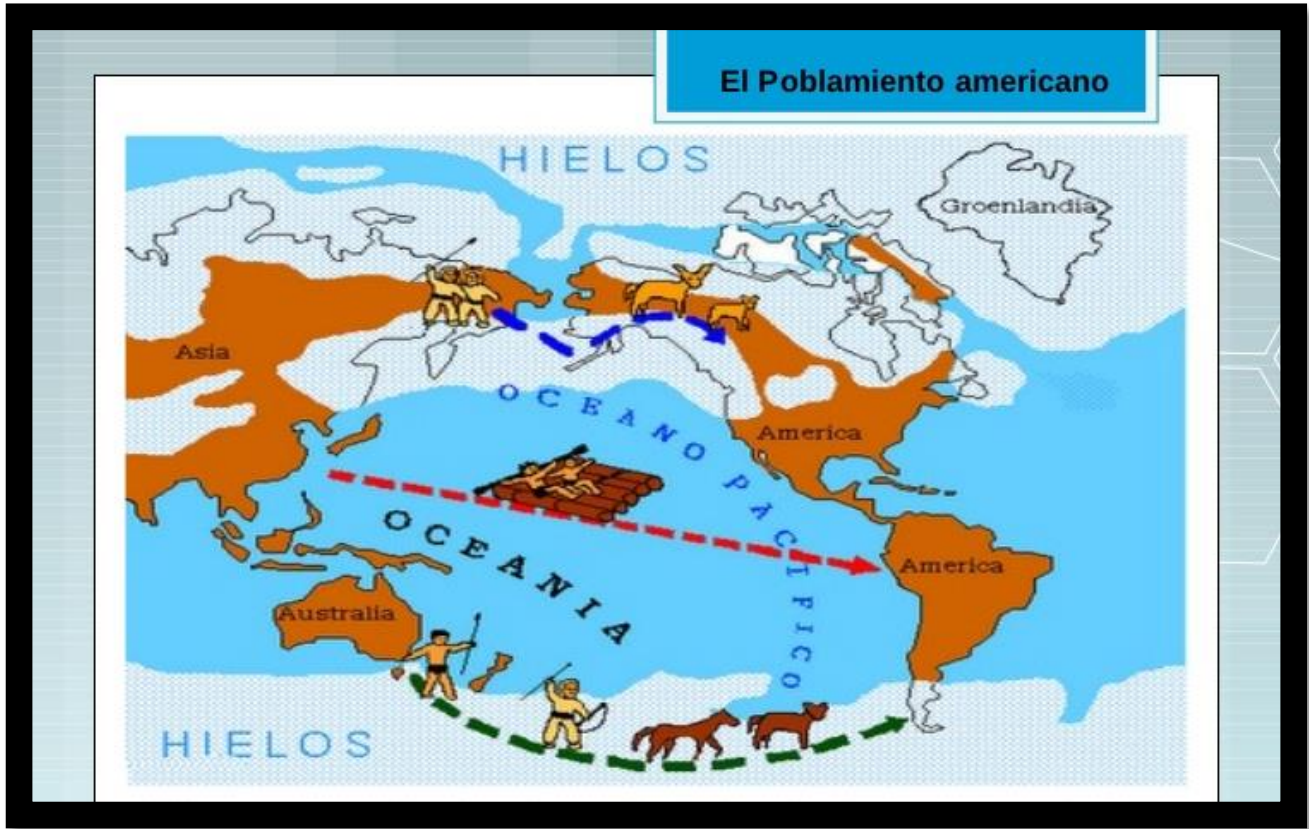 El Poblamiento americano
HIELOS
Groenlandia
Asia
OCEANO PACIFICO
America
OCEANIA
America
Australia
HIELOS